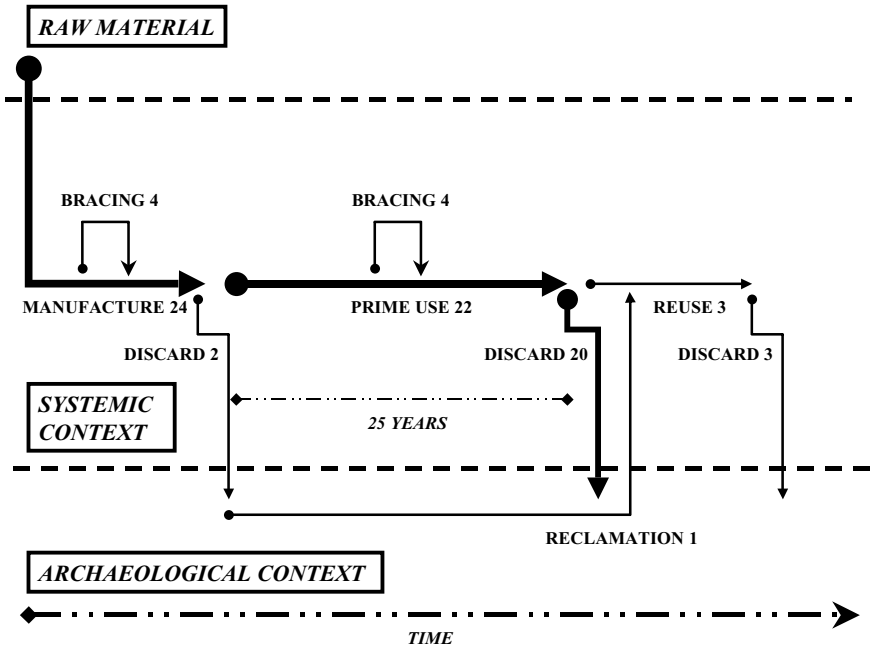 RAW MATERIAL
BRACING 4
BRACING 4
MANUFACTURE 24
PRIME USE 22
REUSE 3
DISCARD 2
DISCARD 20
DISCARD 3
SYSTEMIC
CONTEXT
25 YEARS
RECLAMATION 1
ARCHAEOLOGICAL CONTEXT
TIME